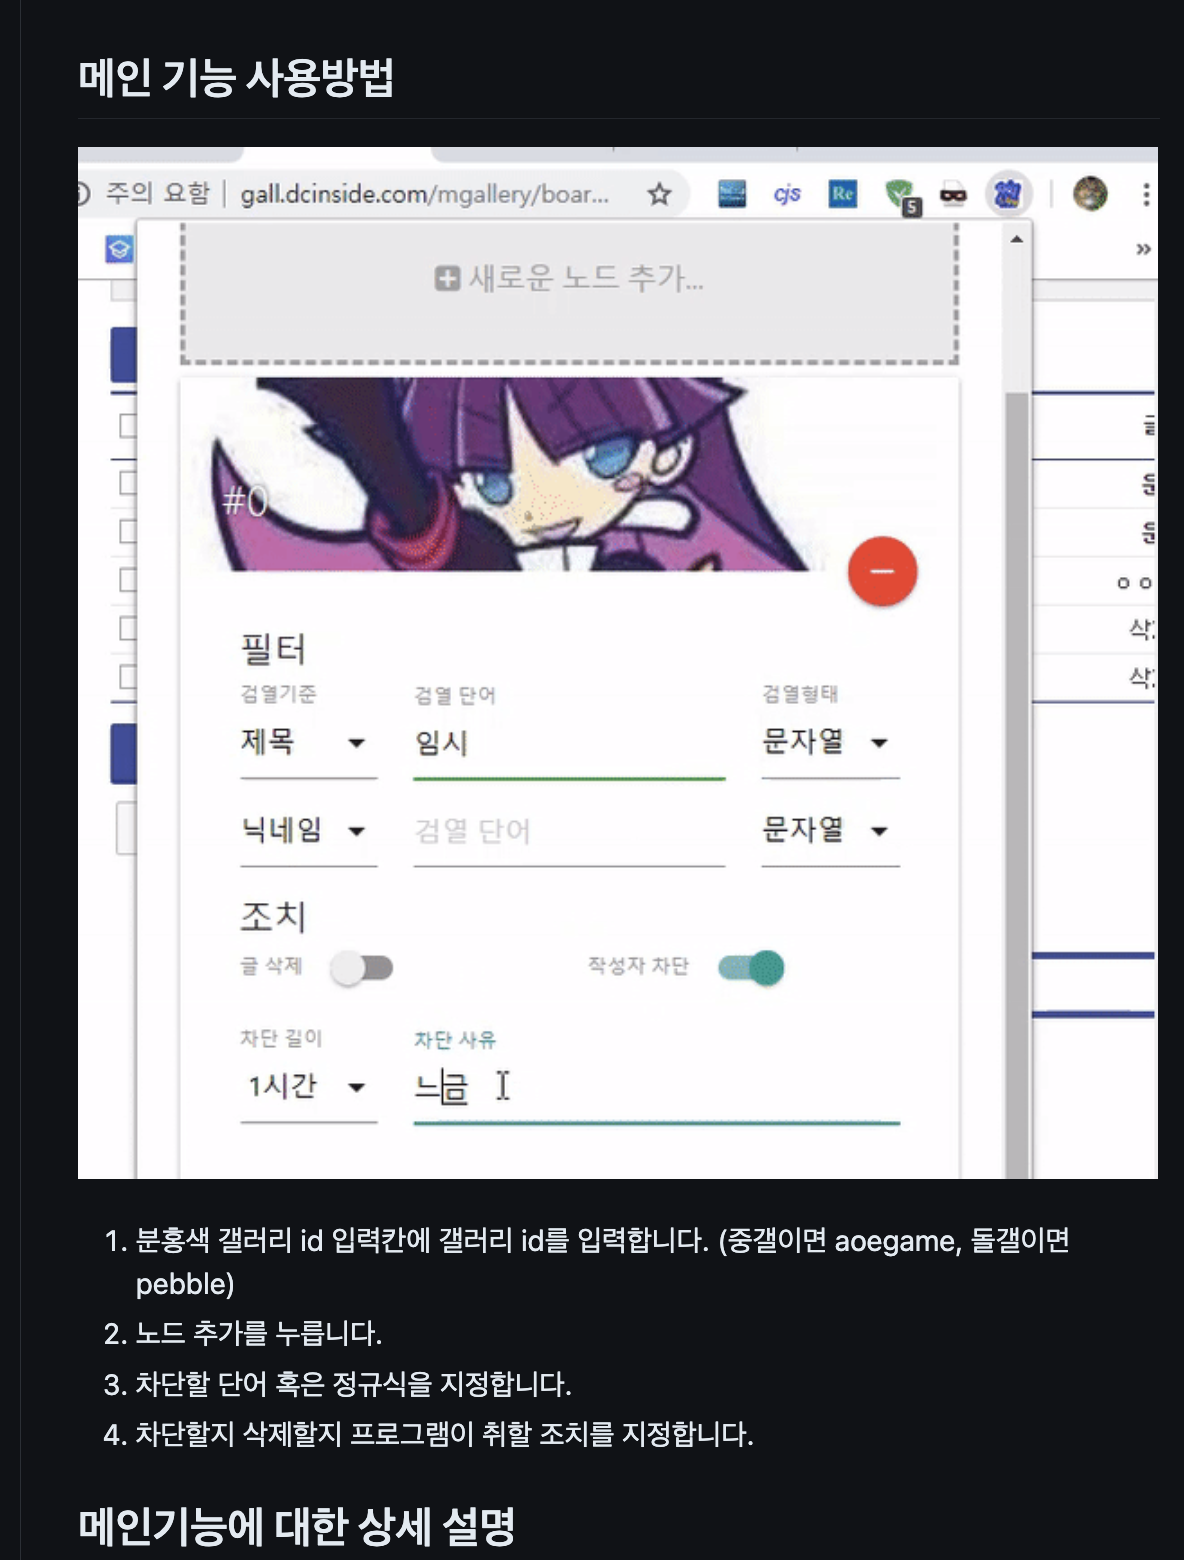 메인 기능 사용방법
주의 요함 | gall.dcinside.com/mgallery/boar...
cjs
Re
5
새로운 노드 추가...
#0
필터
검열기준 검열 단어 검열형태
제목 임시 문자열
닉네임 검열 단어 문자열
조치
글 삭제 작성자 차단
차단 길이 차단 사유
1시간 느금
1. 분홍색 갤러리 id 입력칸에 갤러리 id를 입력합니다. (중갤이면 aoegame, 돌갤이면
pebble)
2. 노드 추가를 누릅니다.
3. 차단할 단어 혹은 정규식을 지정합니다.
4. 차단할지 삭제할지 프로그램이 취할 조치를 지정합니다.
메인기능에 대한 상세 설명